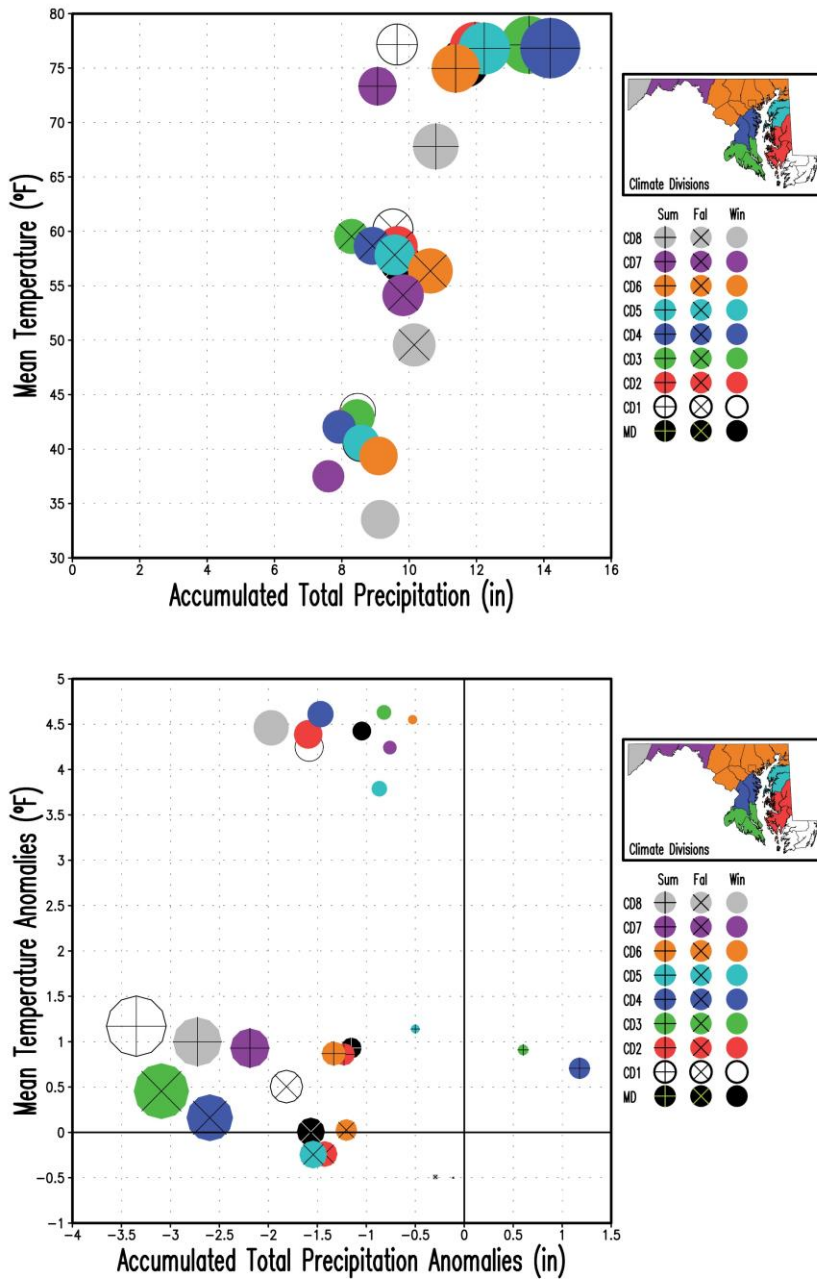 80
75
70
65
60
55
50
45
40
35
30
Mean Temperature (ºF)
0 2 4 6 8 10 12 14 16
Accumulated Total Precipitation (in)
Climate Divisions
Sum Fal Win
CD8
CD7
CD6
CD5
CD4
CD3
CD2
CD1
MD
5
4.5
4
3.5
3
2.5
2
1.5
1
0.5
0
−0.5
−1
Mean Temperature Anomalies (ºF)
−4 −3.5 −3 −2.5 −2 −1.5 −1 −0.5 0 0.5 1 1.5
Accumulated Total Precipitation Anomalies (in)
Climate Divisions
Sum Fal Win
CD8
CD7
CD6
CD5
CD4
CD3
CD2
CD1
MD